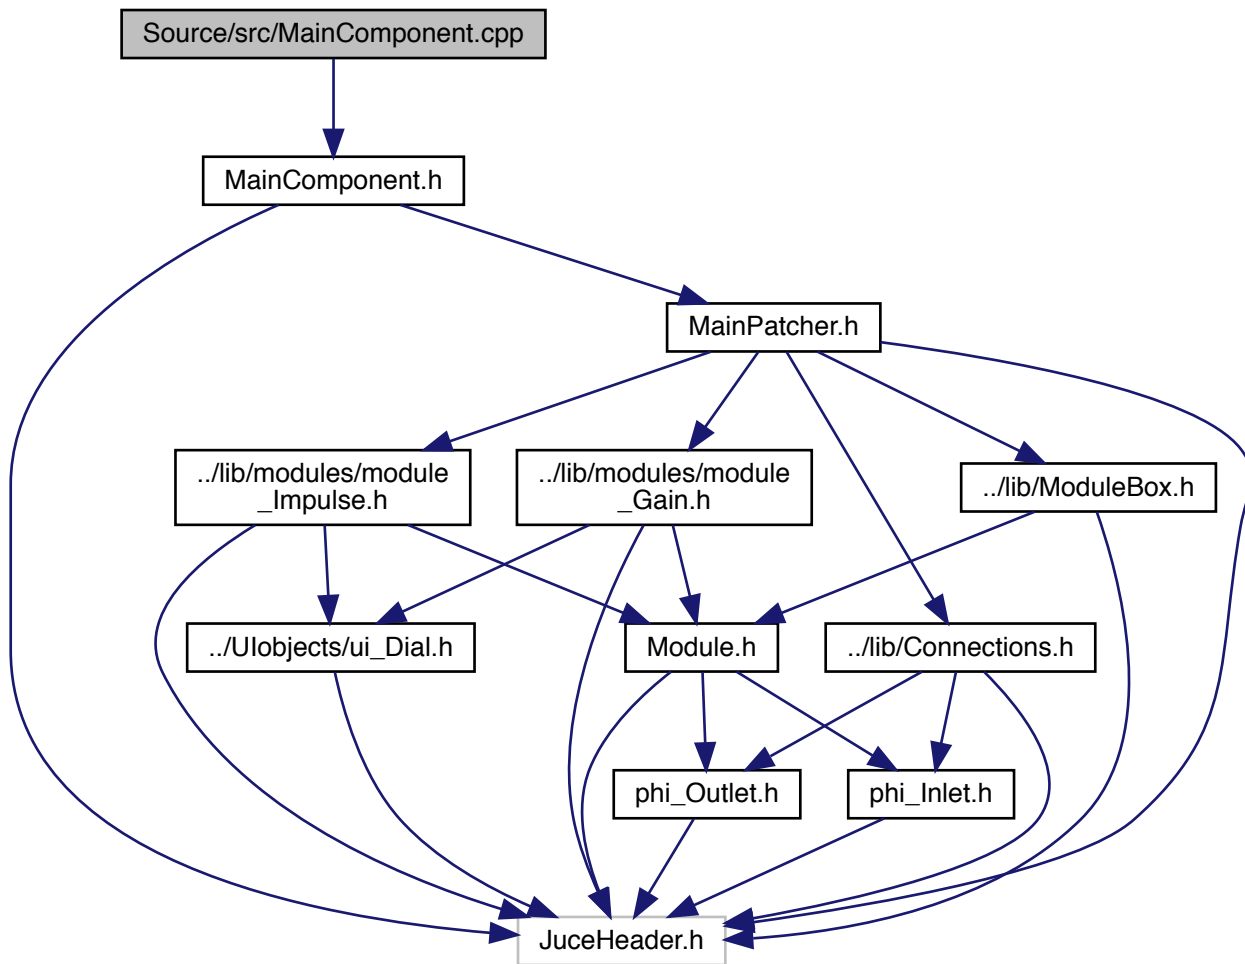 Source/src/MainComponent.cpp
MainComponent.h
MainPatcher.h
../lib/modules/module
_Impulse.h
../lib/modules/module
_Gain.h
../lib/ModuleBox.h
../UIobjects/ui_Dial.h
Module.h
../lib/Connections.h
phi_Outlet.h
phi_Inlet.h
JuceHeader.h